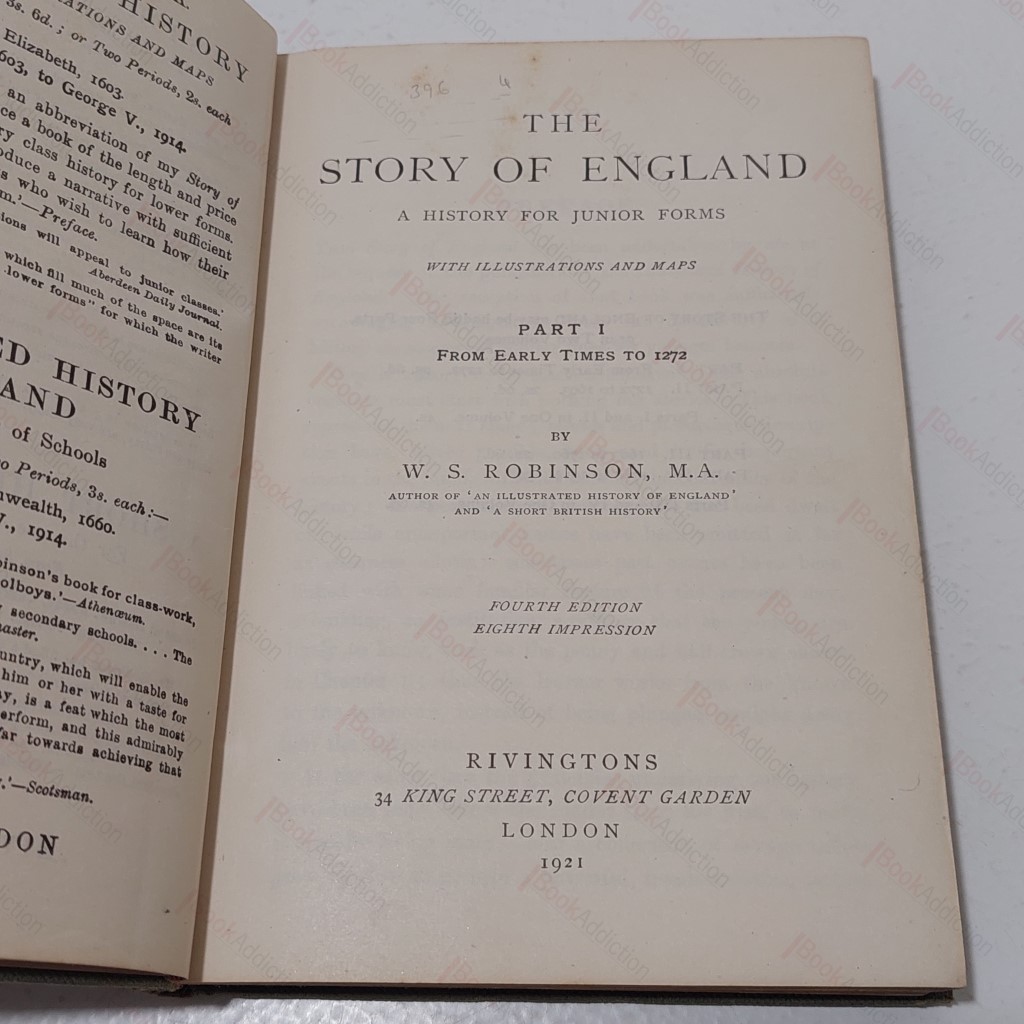 HISTORY
ATIONS AND MAPS
3s. 6d.; or Two Periods, 2s. each
Elizabeth, 1603.
1603, to George V., 1914.
an abbreviation of my Story of
ce a book of the length and price
ry class history for lower forms.
oduce a narrative with sufficient
s who wish to learn how their
m.'—Preface.
ions will appeal to junior classes.'
Aberdeen Daily Journal.
which fill much of the space are its
lower forms" for which the writer
ED HISTORY
AND
of Schools
o Periods, 3s. each:—
nwealth, 1660.
V., 1914.
binson's book for class-work,
olboys.'—Athenæum.
secondary schools. . . . The
master.
untry, which will enable the
him or her with a taste for
ay, is a feat which the most
erform, and this admirably
far towards achieving that
.'—Scotsman.
DON
396 4
THE
STORY OF ENGLAND
A HISTORY FOR JUNIOR FORMS
WITH ILLUSTRATIONS AND MAPS
PART I
FROM EARLY TIMES TO 1272
BY
W. S. ROBINSON, M.A.
AUTHOR OF 'AN ILLUSTRATED HISTORY OF ENGLAND'
AND 'A SHORT BRITISH HISTORY'
FOURTH EDITION
EIGHTH IMPRESSION
RIVINGTONS
34 KING STREET, COVENT GARDEN
LONDON
1921
BookAddiction